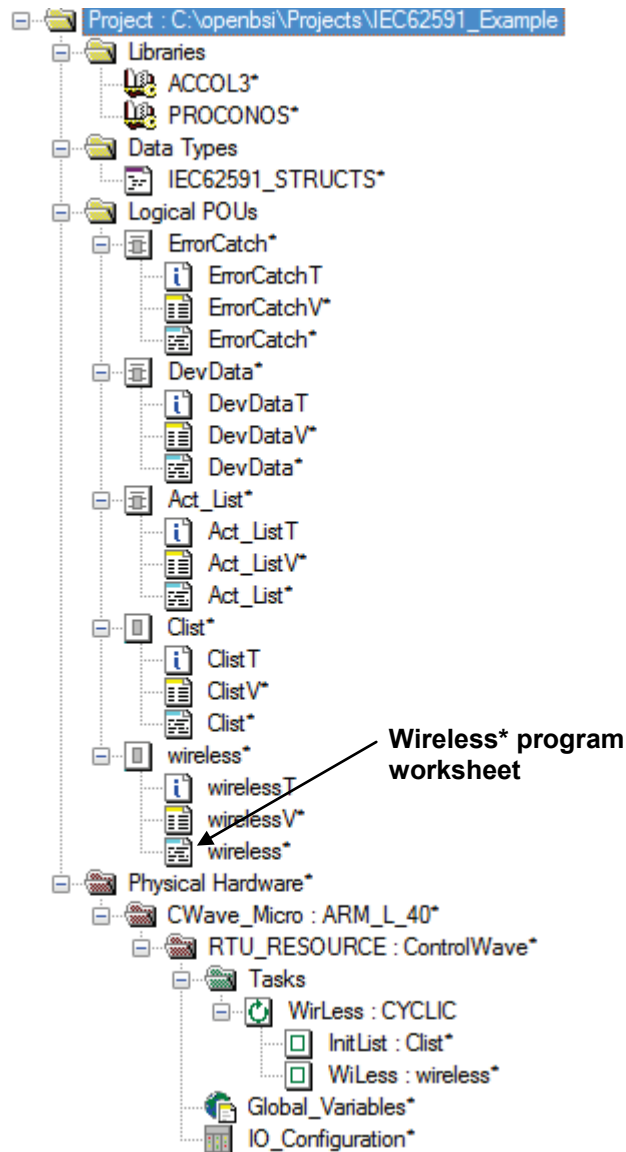 Project : C:\openbsi\Projects\IEC62591_Example
Libraries
ACCOL3*
PROCONOS*
Data Types
IEC62591_STRUCTS*
Logical POUs
ErrorCatch*
ErrorCatchT
ErrorCatchV*
ErrorCatch*
DevData*
DevDataT
DevDataV*
DevData*
Act_List*
Act_ListT
Act_ListV*
Act_List*
Clist*
ClistT
ClistV*
Clist*
Wireless* program
worksheet
wireless*
wirelessT
wirelessV*
wireless*
Physical Hardware*
CWave_Micro : ARM_L_40*
RTU_RESOURCE : ControlWave*
Tasks
WirLess : CYCLIC
InitList : Clist*
WiLess : wireless*
Global_Variables*
IO_Configuration*